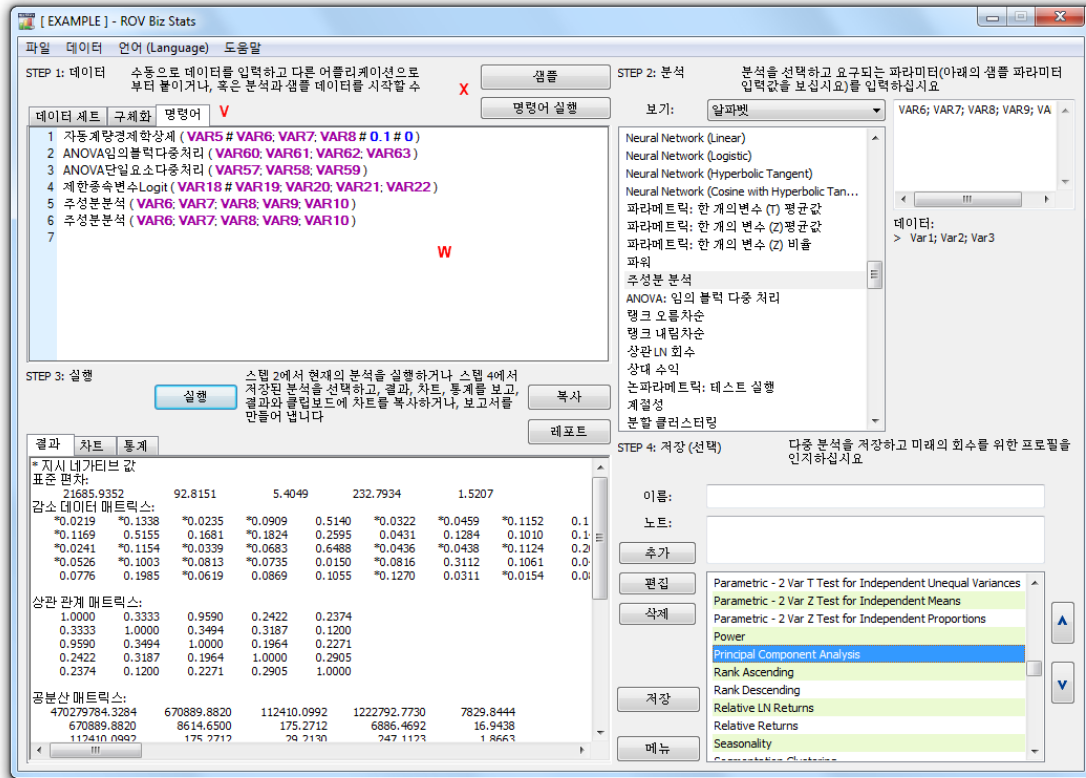 [ EXAMPLE ] - ROV Biz Stats
파일 데이터 언어 (Language) 도움말
STEP 1: 데이터
수동으로 데이터를 입력하고 다른 어플리케이션으로
부터 붙이거나, 혹은 분석과 샘플 데이터를 시작할 수
X
샘플
명령어 실행
데이터 세트 구체화 명령어 V
1 자동계량경제학상세 ( VAR5 # VAR6; VAR7; VAR8 # 0.1 # 0 )
2 ANOVA임의블럭다중처리 ( VAR60; VAR61; VAR62; VAR63 )
3 ANOVA단일요소다중처리 ( VAR57; VAR58; VAR59 )
4 제한종속변수Logit ( VAR18 # VAR19; VAR20; VAR21; VAR22 )
5 주성분분석 ( VAR6; VAR7; VAR8; VAR9; VAR10 )
6 주성분분석 ( VAR6; VAR7; VAR8; VAR9; VAR10 )
7
W
STEP 2: 분석
분석을 선택하고 요구되는 파라미터(아래의 샘플 파라미터
입력값을 보십시요)를 입력하십시요
보기: 알파벳
VAR6; VAR7; VAR8; VAR9; VA
Neural Network (Linear)
Neural Network (Logistic)
Neural Network (Hyperbolic Tangent)
Neural Network (Cosine with Hyperbolic Tan...
파라메트릭: 한 개의변수 (T) 평균값
파라메트릭: 한 개의 변수 (Z)평균값
파라메트릭: 한 개의 변수 (Z) 비율
파워
주성분 분석
ANOVA: 임의 블럭 다중 처리
랭크 오름차순
랭크 내림차순
상관 LN 회수
상대 수익
논파라메트릭: 테스트 실행
계절성
분할 클러스터링
데이터:
> Var1; Var2; Var3
STEP 3: 실행
실행
스텝 2에서 현재의 분석을 실행하거나 스텝 4에서
저장된 분석을 선택하고, 결과, 차트, 통계를 보고,
결과와 클립보드에 차트를 복사하거나, 보고서를
만들어 냅니다
복사
레포트
결과 차트 통계
* 지시 네가티브 값
표준 편차:
21685.9352 92.8151 5.4049 232.7934 1.5207
감소 데이터 매트릭스:
*0.0219 *0.1338 *0.0235 *0.0909 0.5140 *0.0322 *0.0459 *0.1152
*0.1169 0.5155 0.1681 *0.1824 0.2595 0.0431 0.1284 0.1010
*0.0241 *0.1154 *0.0339 *0.0683 0.6488 *0.0436 *0.0438 *0.1124
*0.0526 *0.1003 *0.0813 *0.0735 0.0150 *0.0816 0.3112 0.1061
0.0776 0.1985 *0.0619 0.0869 0.1055 *0.1270 0.0311 *0.0154
상관 관계 매트릭스:
1.0000 0.3333 0.9590 0.2422 0.2374
0.3333 1.0000 0.3494 0.3187 0.1200
0.9590 0.3494 1.0000 0.1964 0.2271
0.2422 0.3187 0.1964 1.0000 0.2905
0.2374 0.1200 0.2271 0.2905 1.0000
공분산 매트릭스:
470279784.3284 670889.8820 112410.0992 1222792.7730 7829.8444
670889.8820 8614.6500 175.2712 6886.4692 16.9438
112410.0992 175.2712 29.2130 247.1123 1.8663
STEP 4: 저장 (선택)
다중 분석을 저장하고 미래의 회수를 위한 프로필을
인지하십시요
이름:
노트:
추가
편집
삭제
저장
메뉴
Parametric - 2 Var T Test for Independent Unequal Variances
Parametric - 2 Var Z Test for Independent Means
Parametric - 2 Var Z Test for Independent Proportions
Power
Principal Component Analysis
Rank Ascending
Rank Descending
Relative LN Returns
Relative Returns
Seasonality
Segmentation Clustering